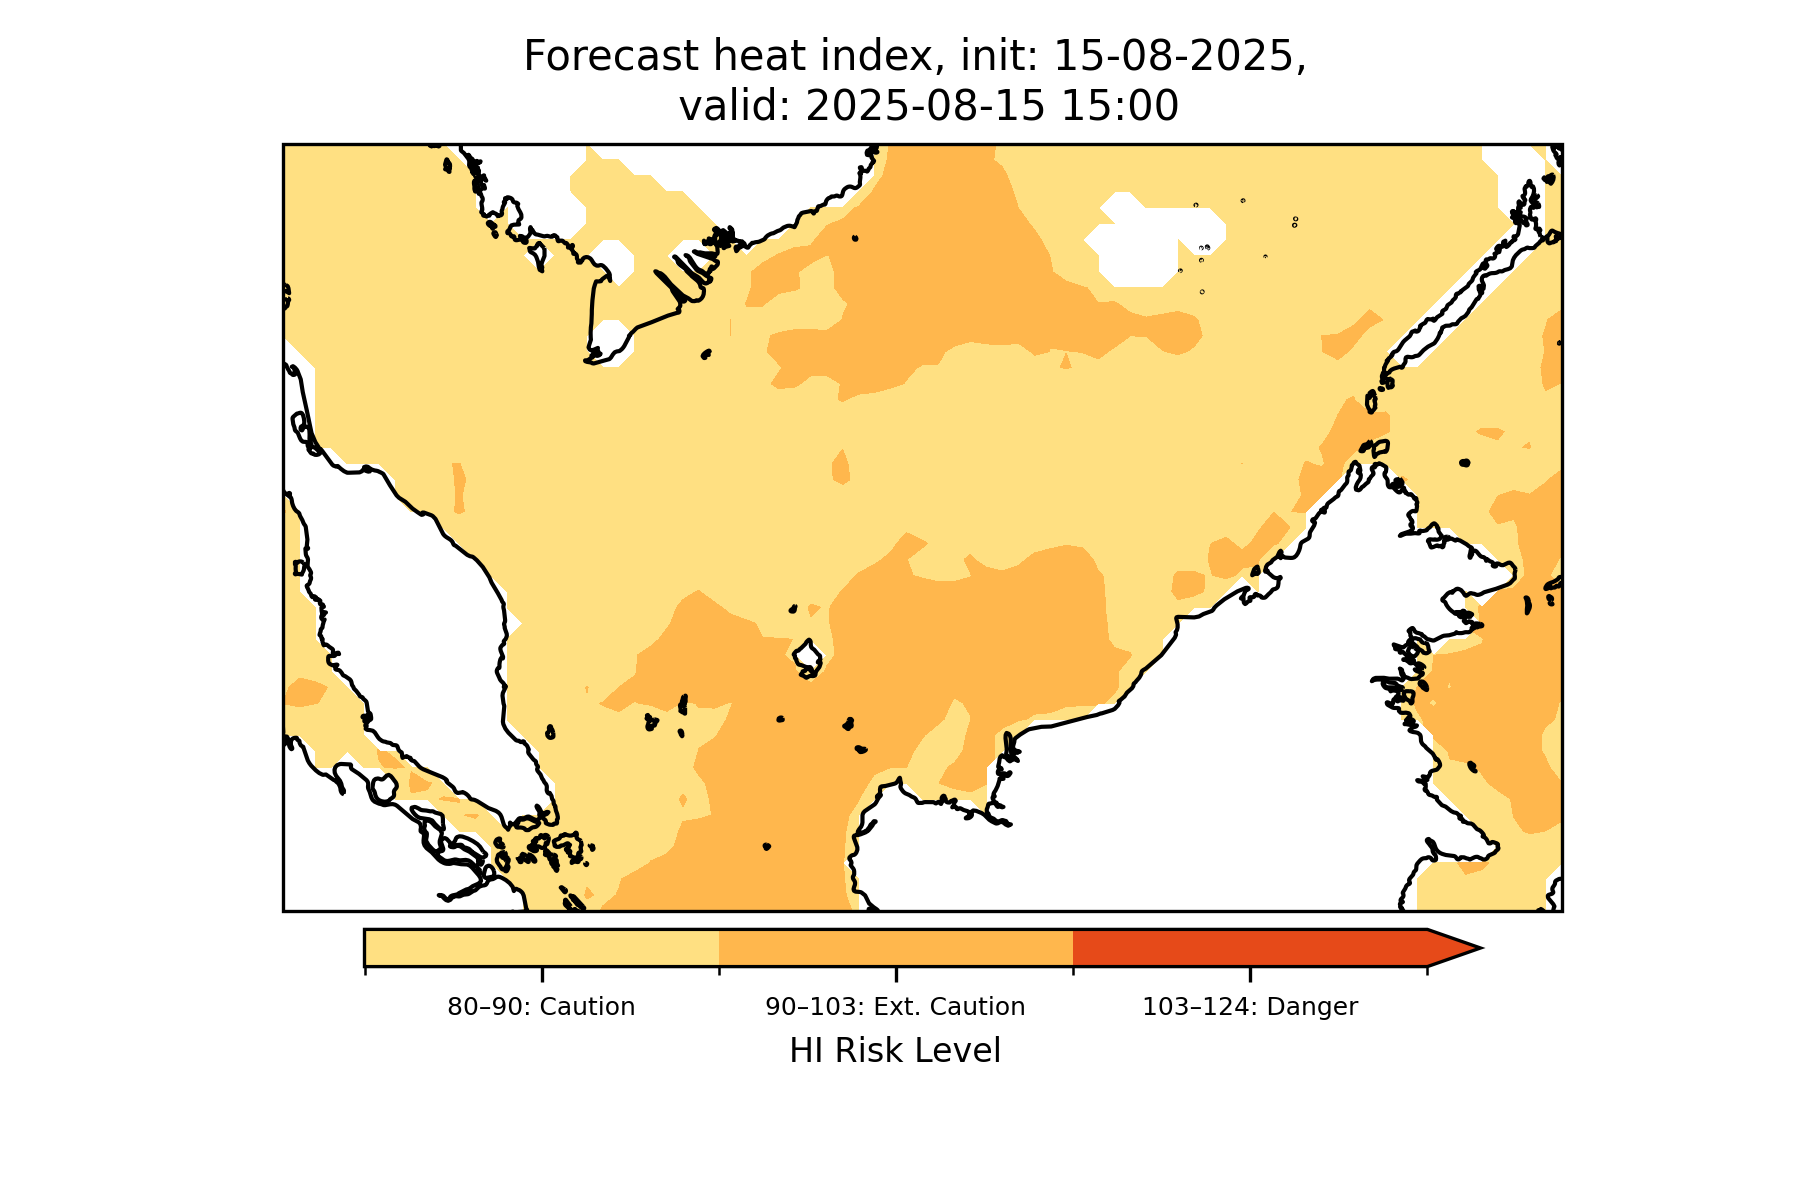 Forecast heat index, init: 15-08-2025,
valid: 2025-08-15 15:00
80–90: Caution
90–103: Ext. Caution
103–124: Danger
HI Risk Level